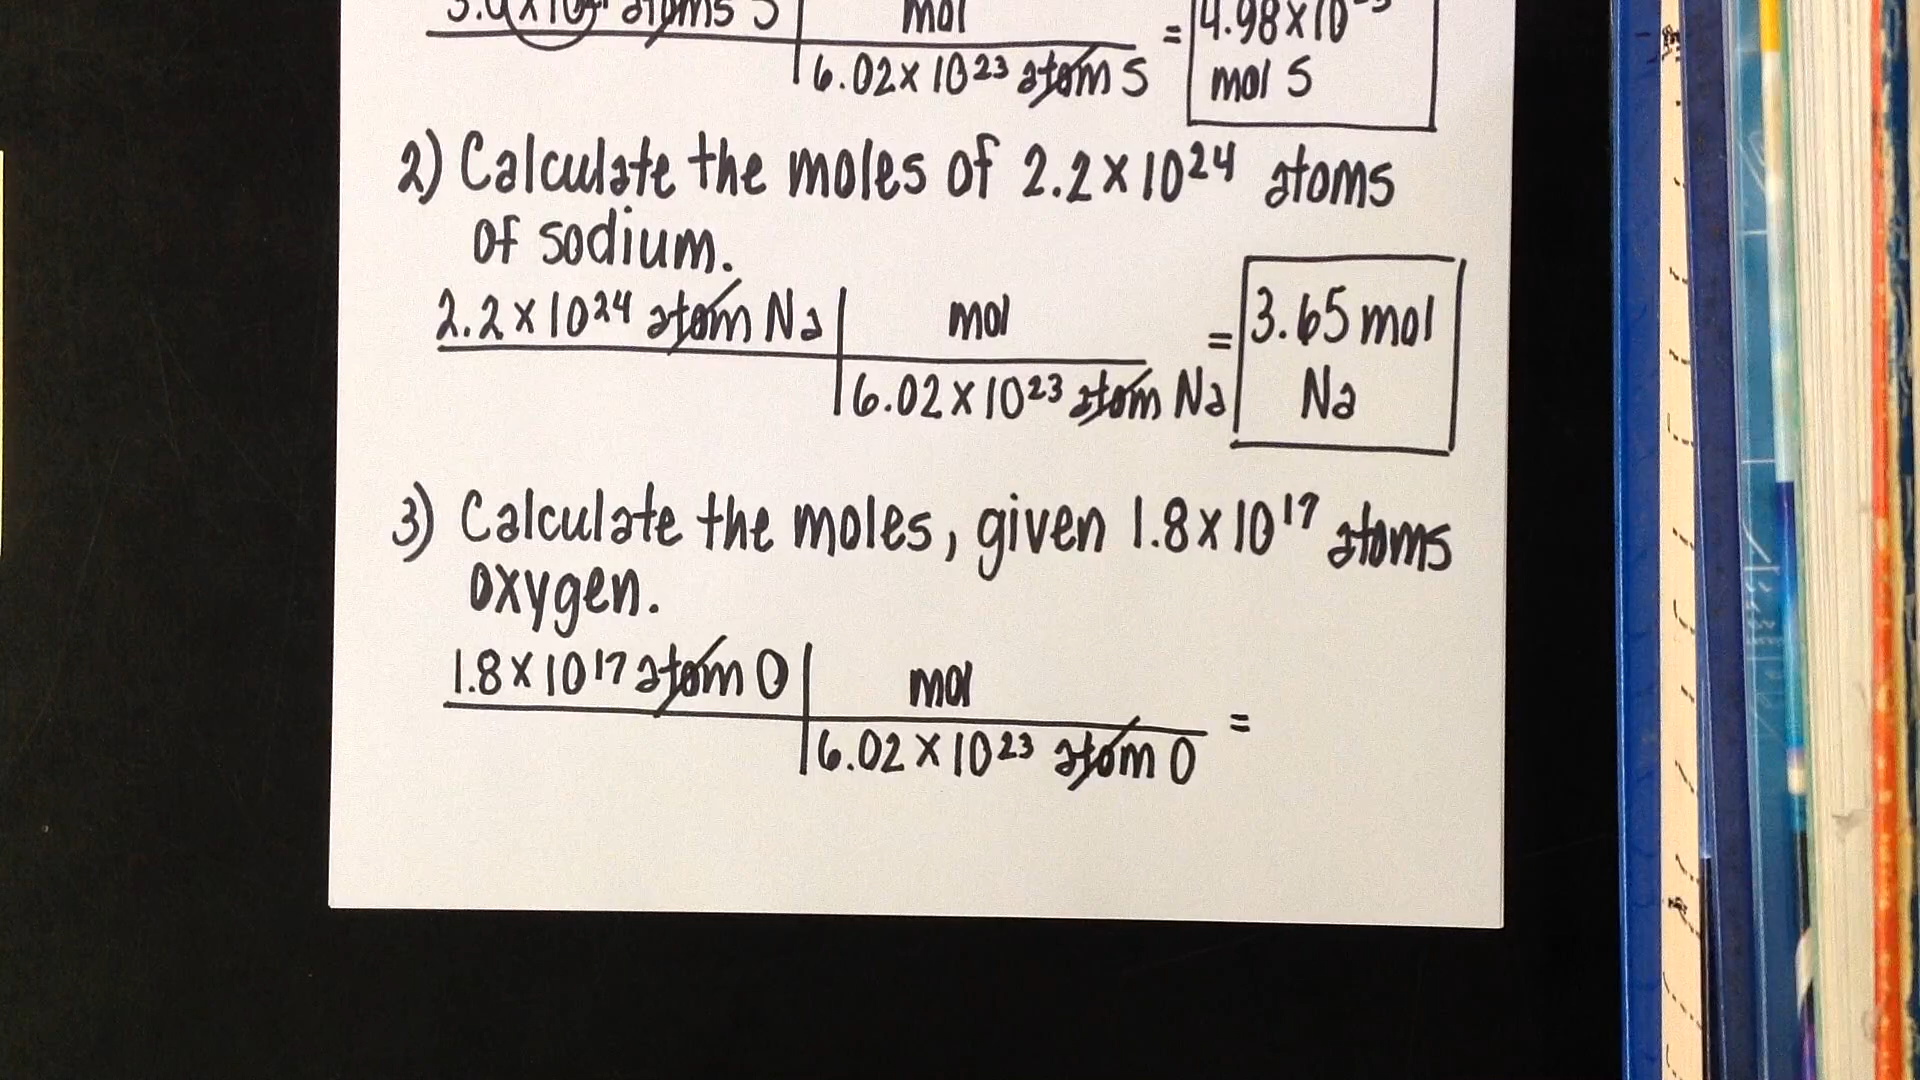 atoms S | mol
6.02 x 10²³ atom S = 4.98 x 10
mol S
2) Calculate the moles of 2.2 x 10²⁴ atoms
of sodium.
2.2 x 10²⁴ atom Na | mol
6.02 x 10²³ atom Na = 3.65 mol
Na
3) Calculate the moles, given 1.8 x 10¹⁷ atoms
oxygen.
1.8 x 10¹⁷ atom O | mol
6.02 x 10²³ atom O =